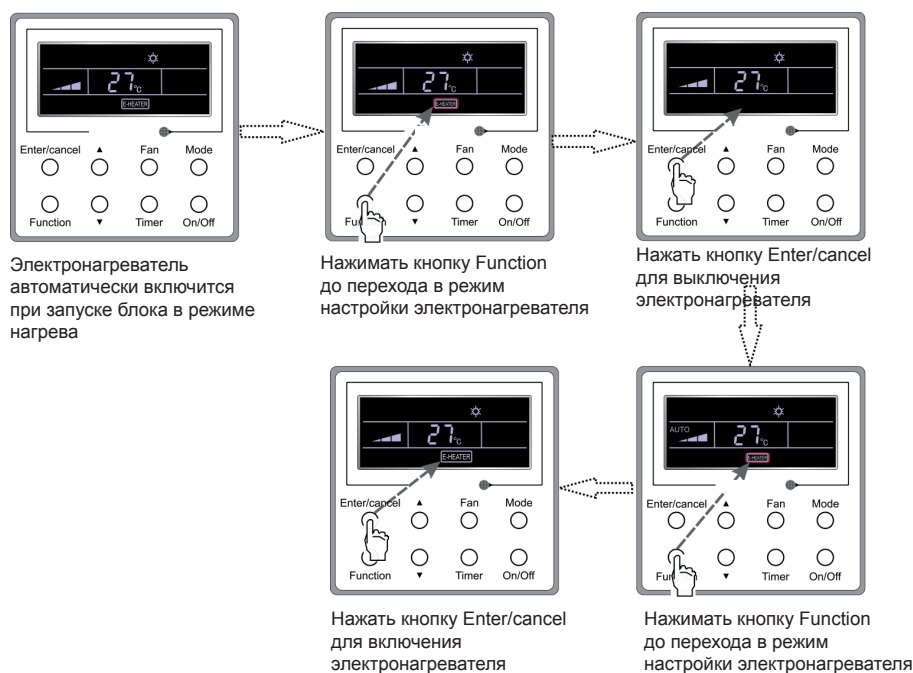 27°C
E-HEATER
Enter/cancel ▲ Fan Mode
Function ▼ Timer On/Off
Электронагреватель
автоматически включится
при запуске блока в режиме
нагрева
27°C
E-HEATER
Enter/cancel ▲ Fan Mode
▼ Timer On/Off
Нажимать кнопку Function
до перехода в режим
настройки электронагревателя
27°C
Enter/cancel ▲ Fan Mode
Function ▼ Timer On/Off
Нажать кнопку Enter/cancel
для выключения
электронагревателя
27°C
E-HEATER
Enter/cancel ▲ Fan Mode
Function ▼ Timer On/Off
Нажать кнопку Enter/cancel
для включения
электронагревателя
AUTO
27°C
E-HEATER
Enter/cancel ▲ Fan Mode
▼ Timer On/Off
Нажимать кнопку Function
до перехода в режим
настройки электронагревателя